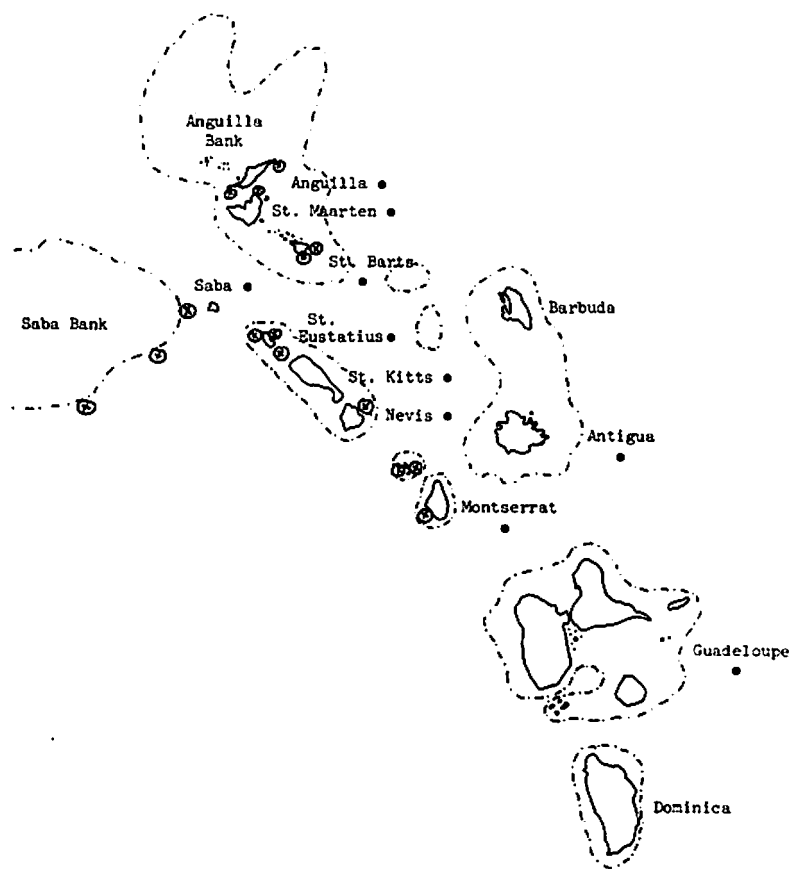 Anguilla
Bank
Anguilla
St. Maarten
St. Barts
Saba
Saba Bank
St.
Eustatius
Barbuda
St. Kitts
Nevis
Antigua
Montserrat
Guadeloupe
Dominica